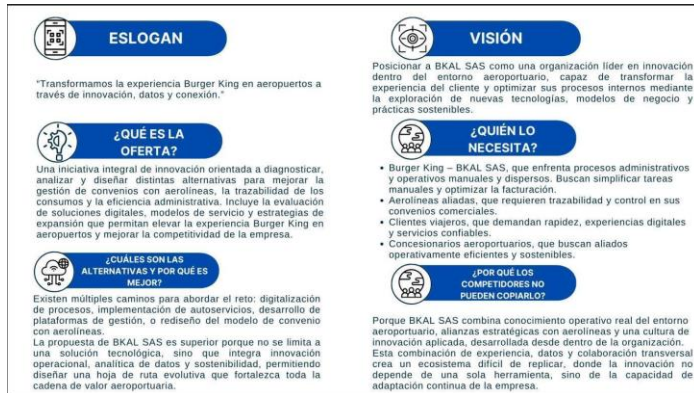 ESLOGAN
“Transformamos la experiencia Burger King en aeropuertos a
través de innovación, datos y conexión.”
¿QUÉ ES LA
OFERTA?
Una iniciativa integral de innovación orientada a diagnosticar,
analizar y diseñar distintas alternativas para mejorar la
gestión de convenios con aerolíneas, la trazabilidad de los
consumos y la eficiencia administrativa. Incluye la evaluación
de soluciones digitales, modelos de servicio y estrategias de
expansión que permitan elevar la experiencia Burger King en
aeropuertos y mejorar la competitividad de la empresa.
¿CUÁLES SON LAS
ALTERNATIVAS Y POR QUÉ ES
MEJOR?
Existen múltiples caminos para abordar el reto: digitalización
de procesos, implementación de autoservicios, desarrollo de
plataformas de gestión, o rediseño del modelo de convenio
con aerolíneas.
La propuesta de BKAL SAS es superior porque no se limita a
una solución tecnológica, sino que integra innovación
operacional, analítica de datos y sostenibilidad, permitiendo
diseñar una hoja de ruta evolutiva que fortalezca toda la
cadena de valor aeroportuaria.
VISIÓN
Posicionar a BKAL SAS como una organización líder en innovación
dentro del entorno aeroportuario, capaz de transformar la
experiencia del cliente y optimizar sus procesos internos mediante
la exploración de nuevas tecnologías, modelos de negocio y
prácticas sostenibles.
¿QUIÉN LO
NECESITA?
• Burger King – BKAL SAS, que enfrenta procesos administrativos
y operativos manuales y dispersos. Buscan simplificar tareas
manuales y optimizar la facturación.
• Aerolíneas aliadas, que requieren trazabilidad y control en sus
convenios comerciales.
• Clientes viajeros, que demandan rapidez, experiencias digitales
y servicios confiables.
• Concesionarios aeroportuarios, que buscan aliados
operativamente eficientes y sostenibles.
¿POR QUÉ LOS
COMPETIDORES NO
PUEDEN COPIARLO?
Porque BKAL SAS combina conocimiento operativo real del entorno
aeroportuario, alianzas estratégicas con aerolíneas y una cultura de
innovación aplicada, desarrollada desde dentro de la organización.
Esta combinación de experiencia, datos y colaboración transversal
crea un ecosistema difícil de replicar, donde la innovación no
depende de una sola herramienta, sino de la capacidad de
adaptación continua de la empresa.